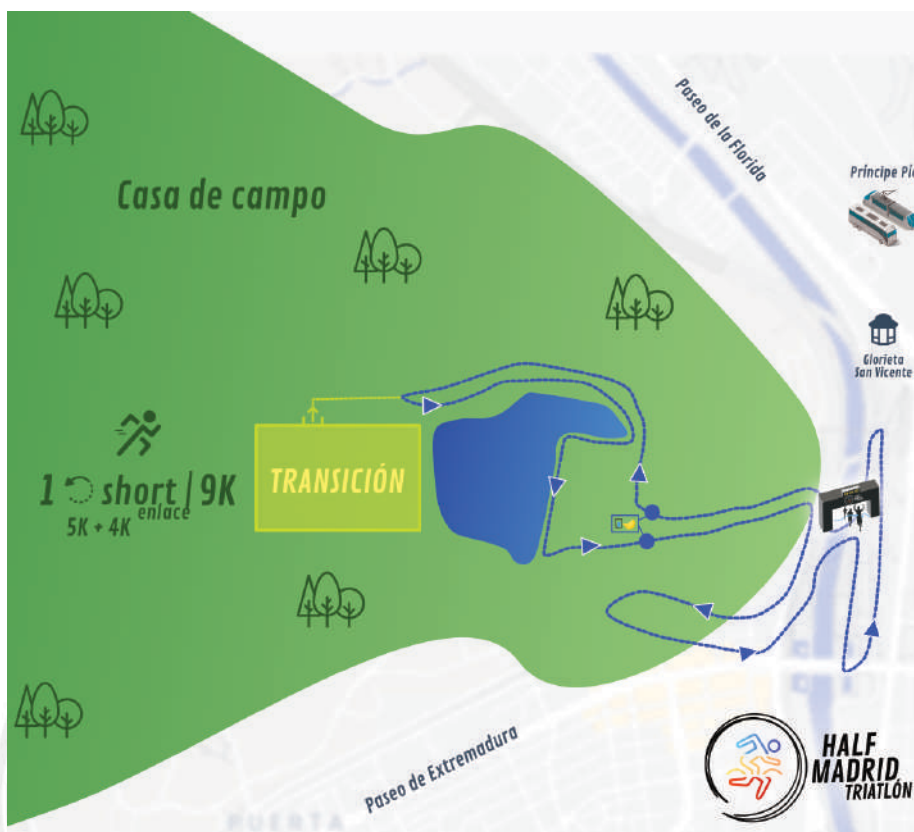 Paseo de la Florida
Príncipe Pío
Casa de campo
Glorieta
San Vicente
TRANSICIÓN
1 short | 9K
enlace
5K + 4K
Paseo de Extremadura
HALF
MADRID
TRIATLÓN
PUERTA